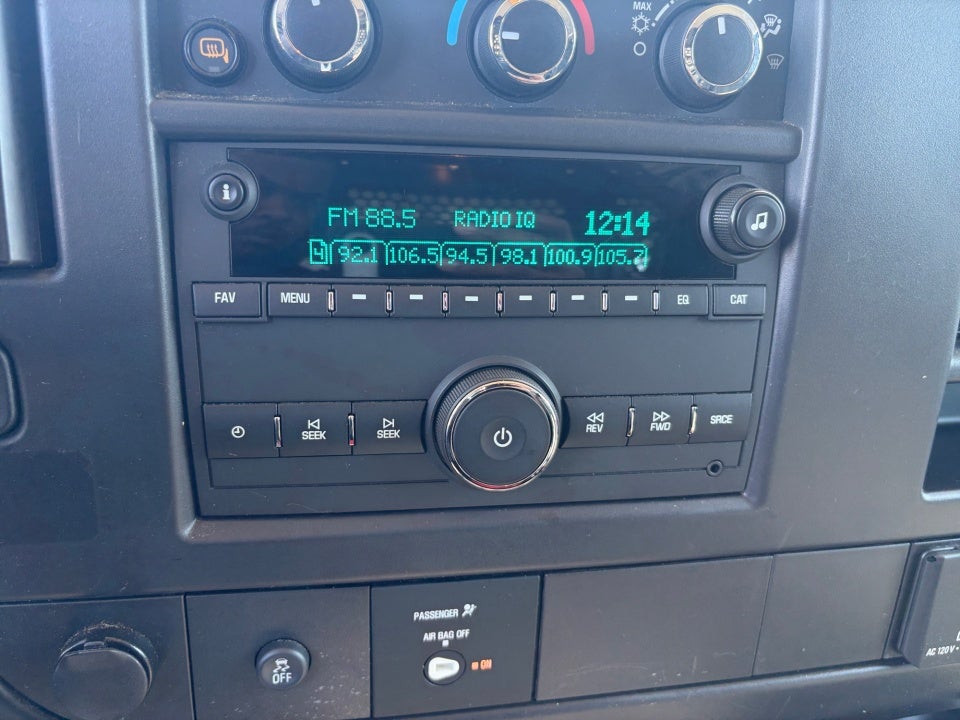 MAX
i
FM 88.5 RADIO IQ 12:14
4 92.1 106.5 94.5 98.1 100.9 105.7
FAV MENU EQ CAT
SEEK SEEK REV FWD SRCE
PASSENGER
AIR BAG OFF
ON
OFF
AC 120V